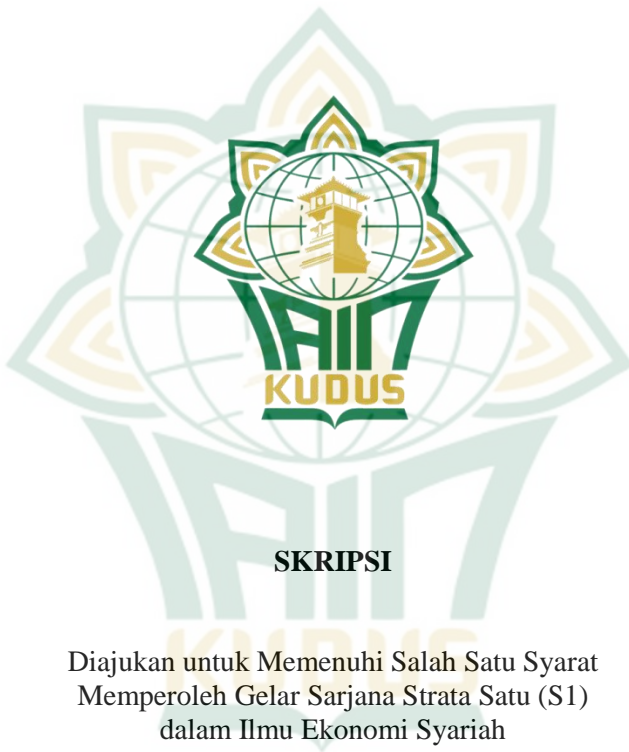 IAIN
KUDUS
SKRIPSI
Diajukan untuk Memenuhi Salah Satu Syarat
Memperoleh Gelar Sarjana Strata Satu (S1)
dalam Ilmu Ekonomi Syariah